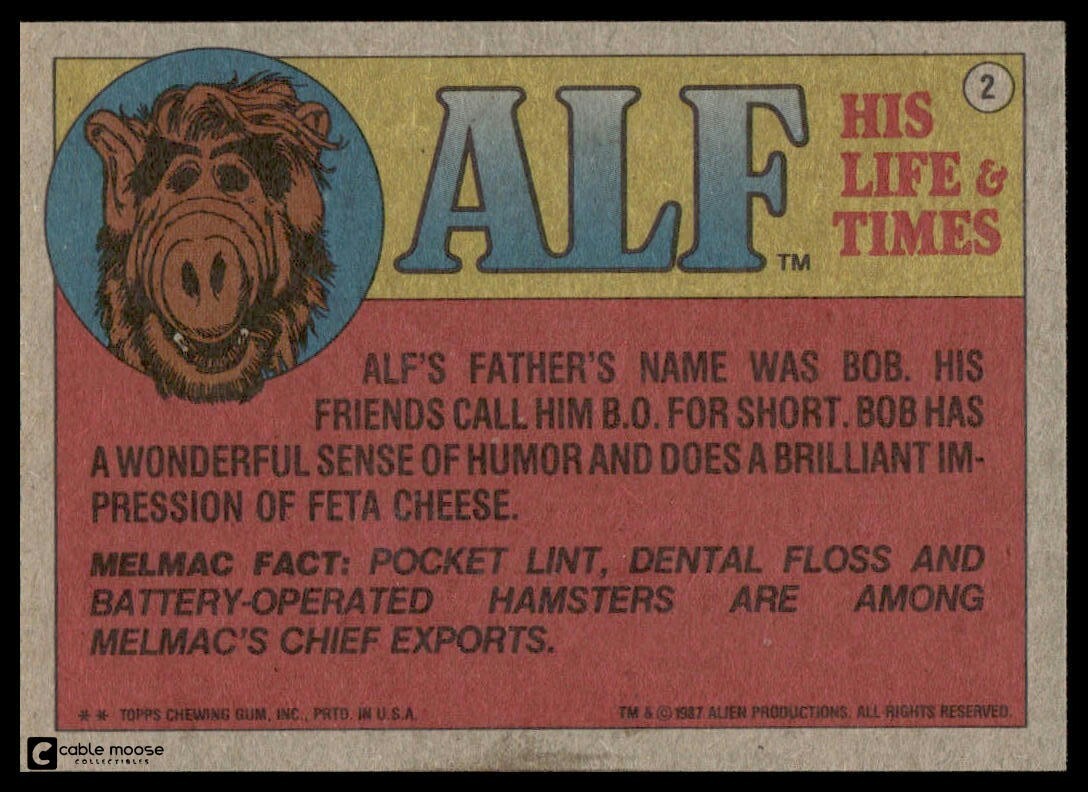 2
ALF™
HIS
LIFE &
TIMES
ALF'S FATHER'S NAME WAS BOB. HIS
FRIENDS CALL HIM B.O. FOR SHORT. BOB HAS
A WONDERFUL SENSE OF HUMOR AND DOES A BRILLIANT IM-
PRESSION OF FETA CHEESE.
MELMAC FACT: POCKET LINT, DENTAL FLOSS AND
BATTERY-OPERATED HAMSTERS ARE AMONG
MELMAC'S CHIEF EXPORTS.
** TOPPS CHEWING GUM, INC., PRTD. IN U.S.A.
TM & © 1987 ALIEN PRODUCTIONS. ALL RIGHTS RESERVED.
cable moose
COLLECTIBLES